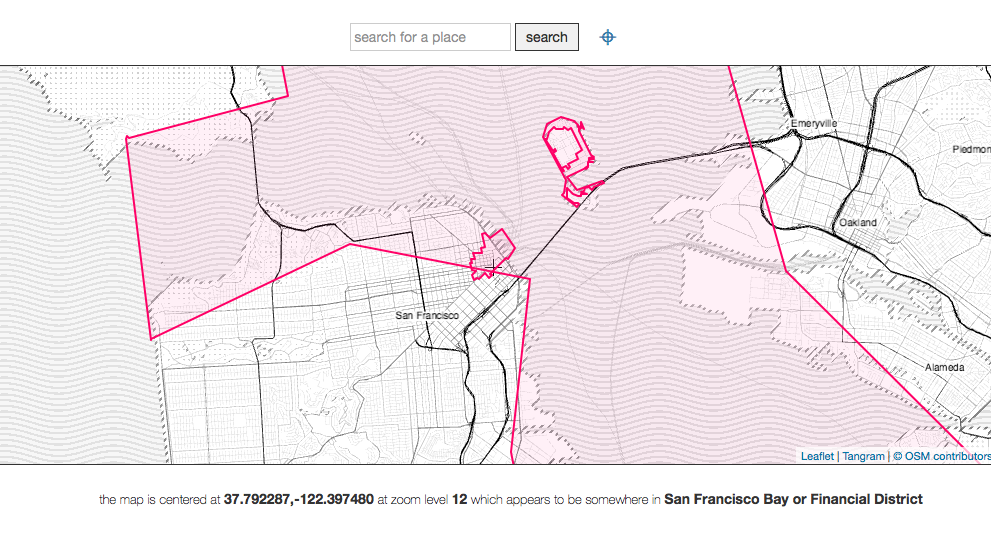 search for a place search
Emeryville
Piedmon
Oakland
San Francisco
Alameda
Leaflet | Tangram | © OSM contributors
the map is centered at 37.792287,-122.397480 at zoom level 12 which appears to be somewhere in San Francisco Bay or Financial District